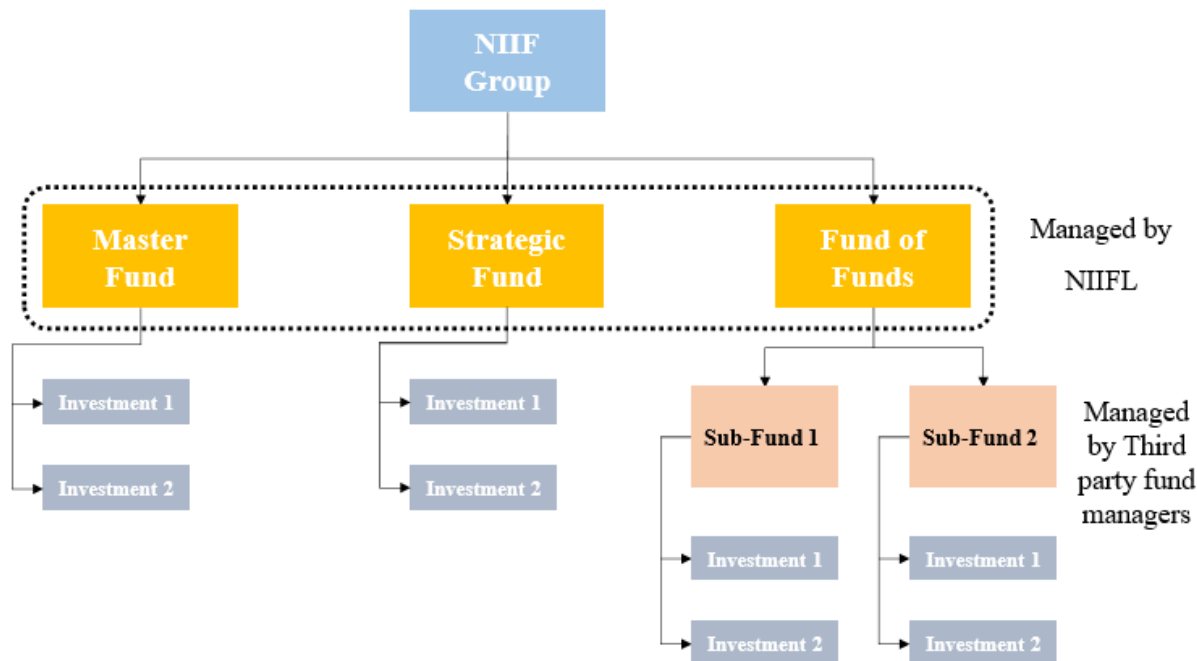 NIIF
Group
Master
Fund
Strategic
Fund
Fund of
Funds
Managed by
NIIFL
Investment 1
Investment 2
Investment 1
Investment 2
Sub-Fund 1
Sub-Fund 2
Managed
by Third
party fund
managers
Investment 1
Investment 2
Investment 1
Investment 2